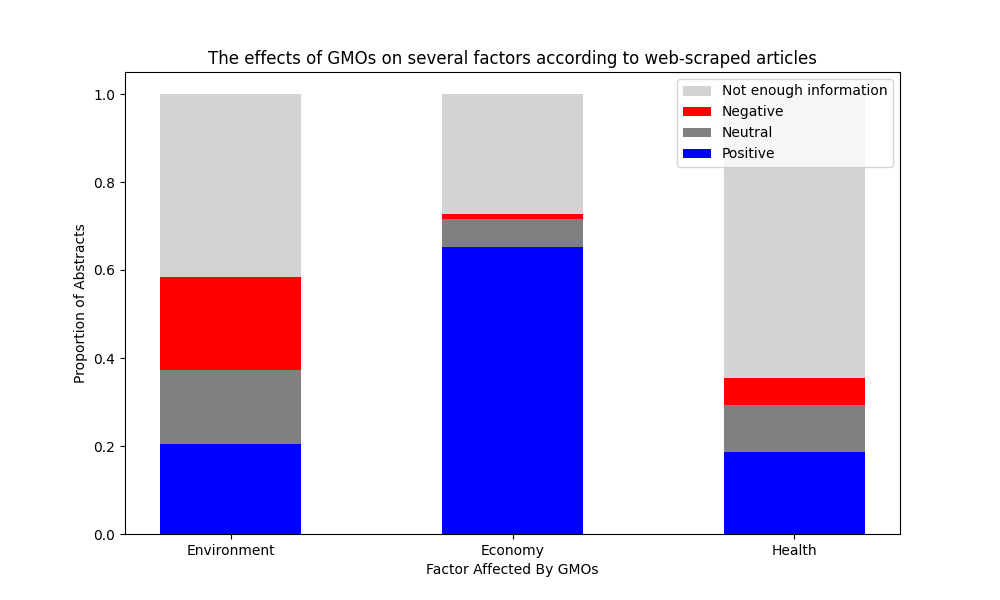 The effects of GMOs on several factors according to web-scraped articles
Not enough information
Negative
Neutral
Positive
1.0
0.8
0.6
0.4
0.2
0.0
Proportion of Abstracts
Environment
Economy
Health
Factor Affected By GMOs